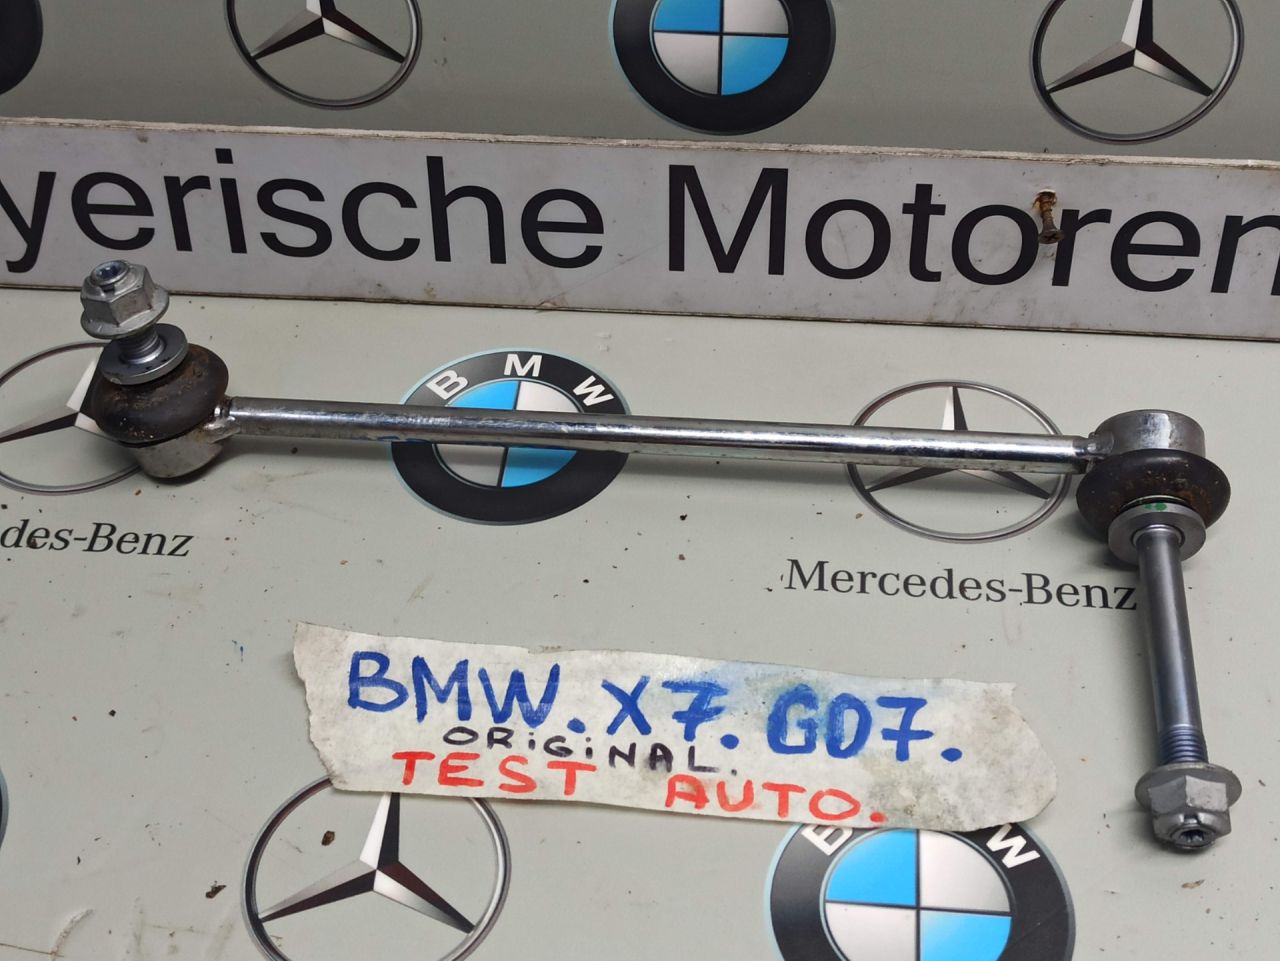 yerische Motoren
BMW
des-Benz
Mercedes-Benz
BMW. X7. G07.
ORiGiNAL.
TEST AUTO.
B W